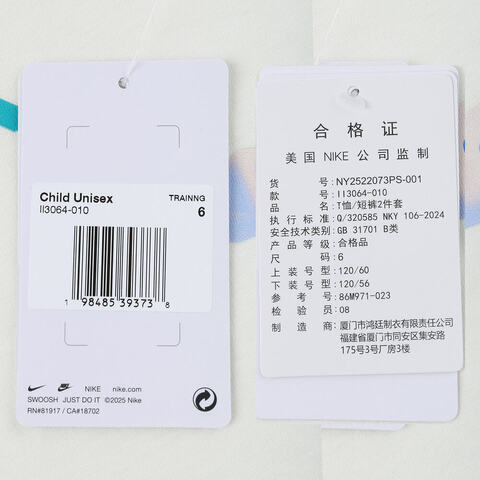 Child Unisex
II3064-010
TRAINNG
6
1 98485 39373 8
NIKE nike.com
SWOOSH JUST DO IT ©2025 Nike
RN#81917 / CA#18702
合格证
美国 NIKE 公司监制
货号:NY2522073PS-001
款号:II3064-010
品名:T恤/短裤2件套
执行标准:Q/320585 NKY 106-2024
安全技术类别:GB 31701 B类
产品等级:合格品
尺码:6
上装型号:120/60
下装型号:120/56
参考号:86M971-023
检验员:08
制造商:厦门市鸿廷制衣有限责任公司
福建省厦门市同安区集安路
175号3号厂房3楼